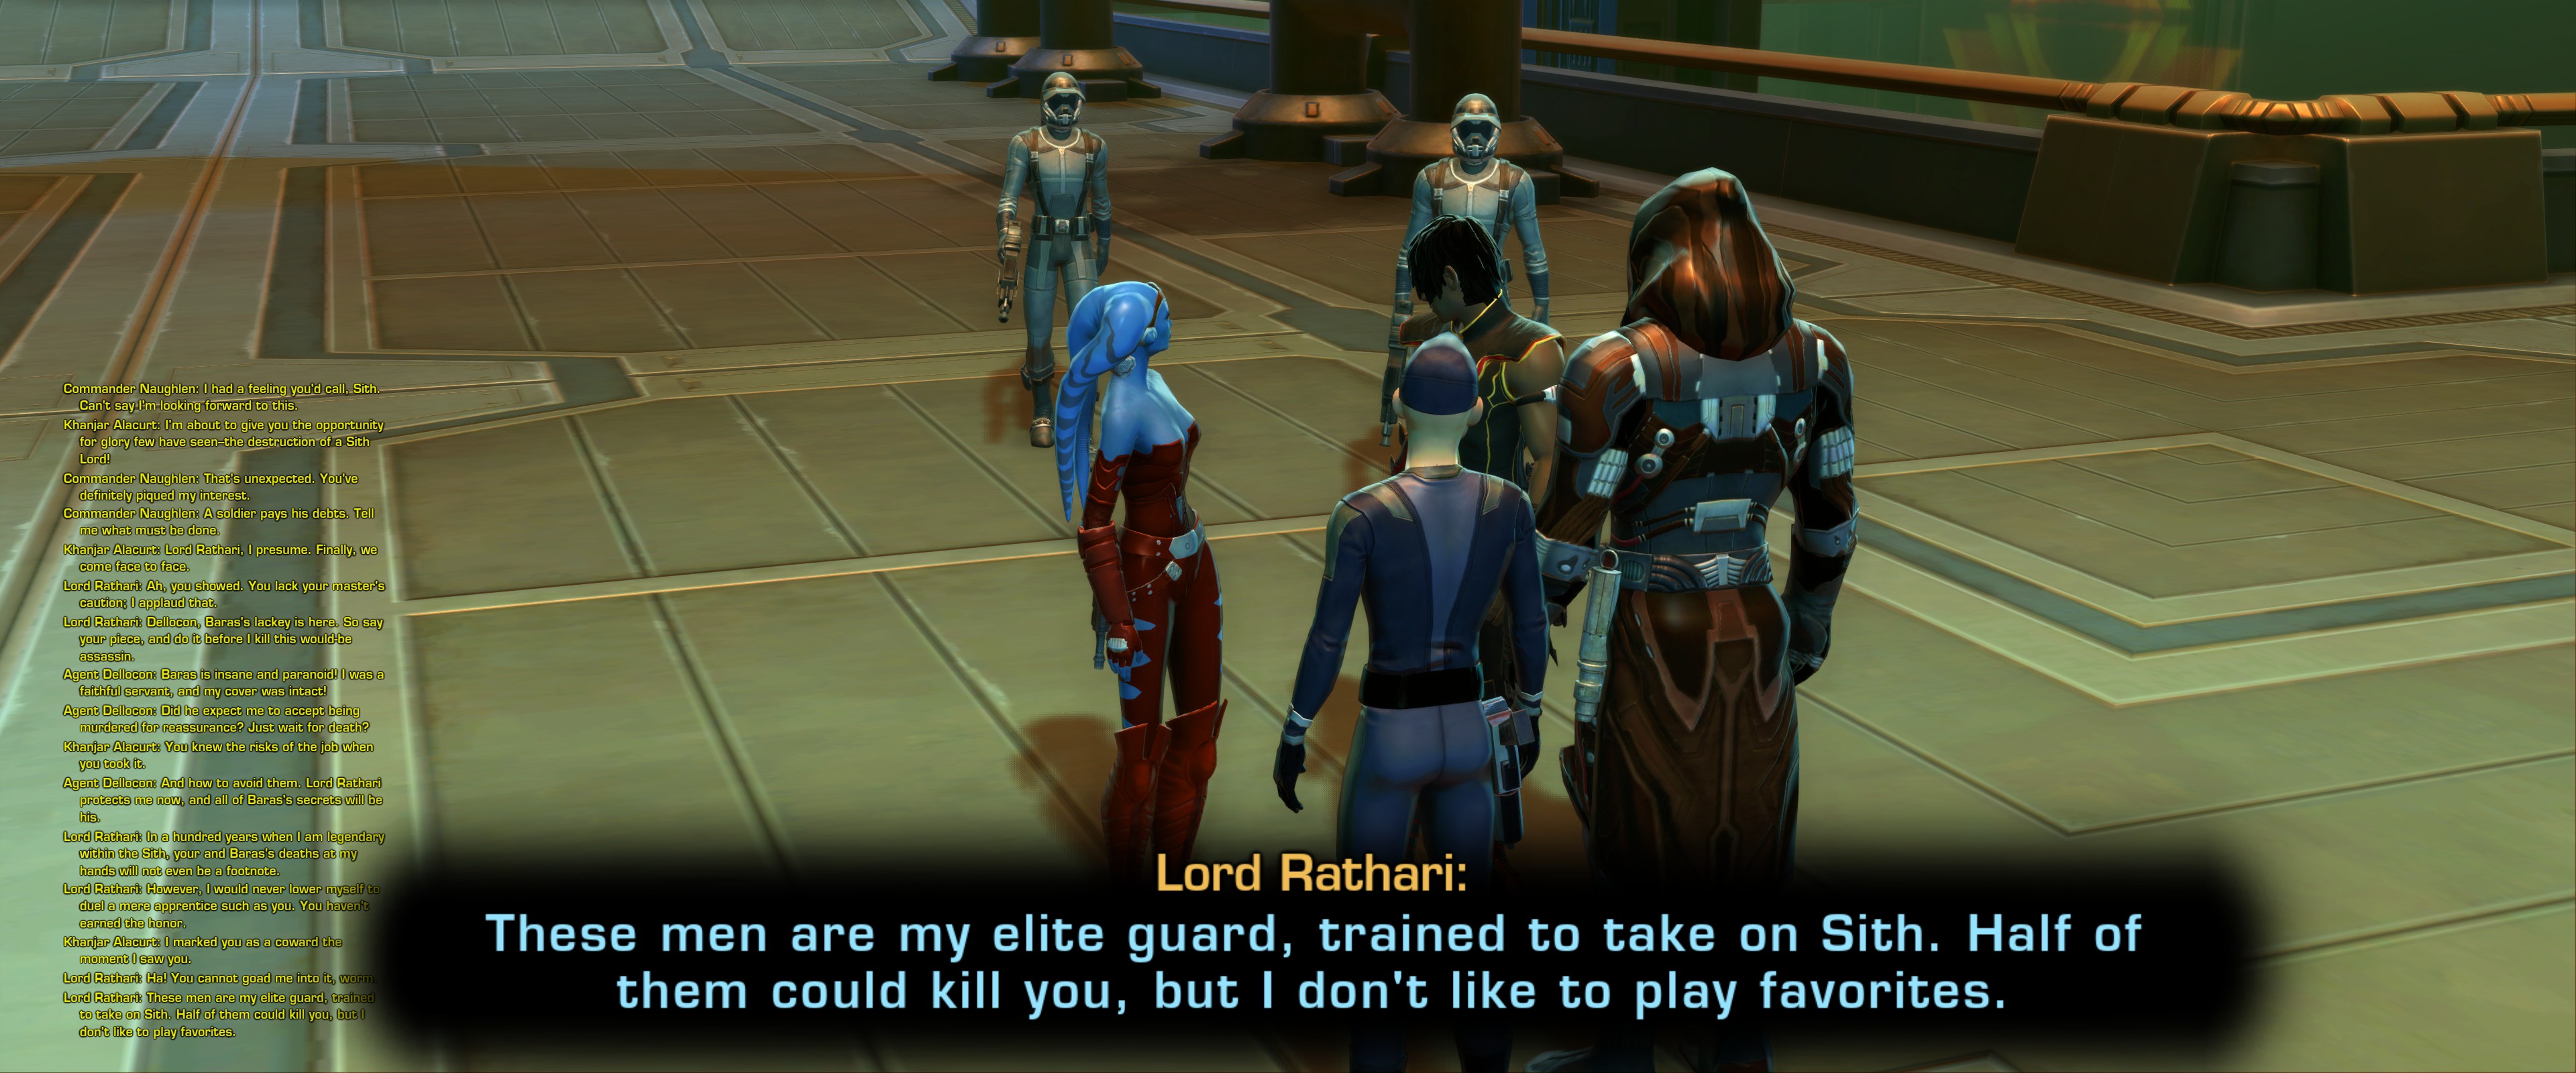 Commander Naughlen: I had a feeling you'd call, Sith.
Can't say I'm looking forward to this.
Khanjar Alacurt: I'm about to give you the opportunity
for glory few have seen--the destruction of a Sith
Lord!
Commander Naughlen: That's unexpected. You've
definitely piqued my interest.
Commander Naughlen: A soldier pays his debts. Tell
me what must be done.
Khanjar Alacurt: Lord Rathari, I presume. Finally, we
come face to face.
Lord Rathari: Ah, you showed. You lack your master's
caution; I applaud that.
Lord Rathari: Dellocon, Baras's lackey is here. So say
your piece, and do it before I kill this would-be
assassin.
Agent Dellocon: Baras is insane and paranoid! I was a
faithful servant, and my cover was intact!
Agent Dellocon: Did he expect me to accept being
murdered for reassurance? Just wait for death?
Khanjar Alacurt: You knew the risks of the job when
you took it.
Agent Dellocon: And how to avoid them. Lord Rathari
protects me now, and all of Baras's secrets will be
his.
Lord Rathari: In a hundred years when I am legendary
within the Sith, your and Baras's deaths at my
hands will not even be a footnote.
Lord Rathari: However, I would never lower myself to
duel a mere apprentice such as you. You haven't
earned the honor.
Khanjar Alacurt: I marked you as a coward the
moment I saw you.
Lord Rathari: Ha! You cannot goad me into it, worm.
Lord Rathari: These men are my elite guard, trained
to take on Sith. Half of them could kill you, but I
don't like to play favorites.
Lord Rathari:
These men are my elite guard, trained to take on Sith. Half of
them could kill you, but I don't like to play favorites.